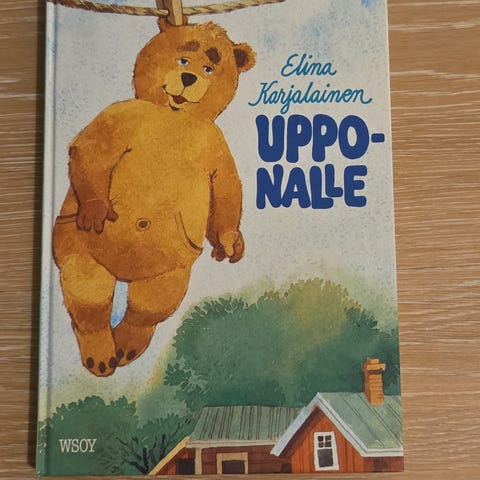 Elina
Karjalainen
UPPO-
NALLE
WSOY